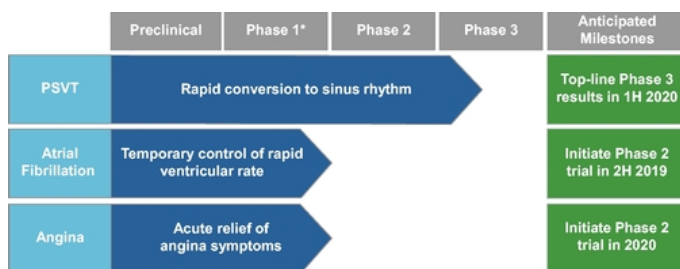 Preclinical Phase 1* Phase 2 Phase 3 Anticipated
Milestones
PSVT Rapid conversion to sinus rhythm Top-line Phase 3
results in 1H 2020
Atrial
Fibrillation
Temporary control of rapid
ventricular rate
Initiate Phase 2
trial in 2H 2019
Angina
Acute relief of
angina symptoms
Initiate Phase 2
trial in 2020